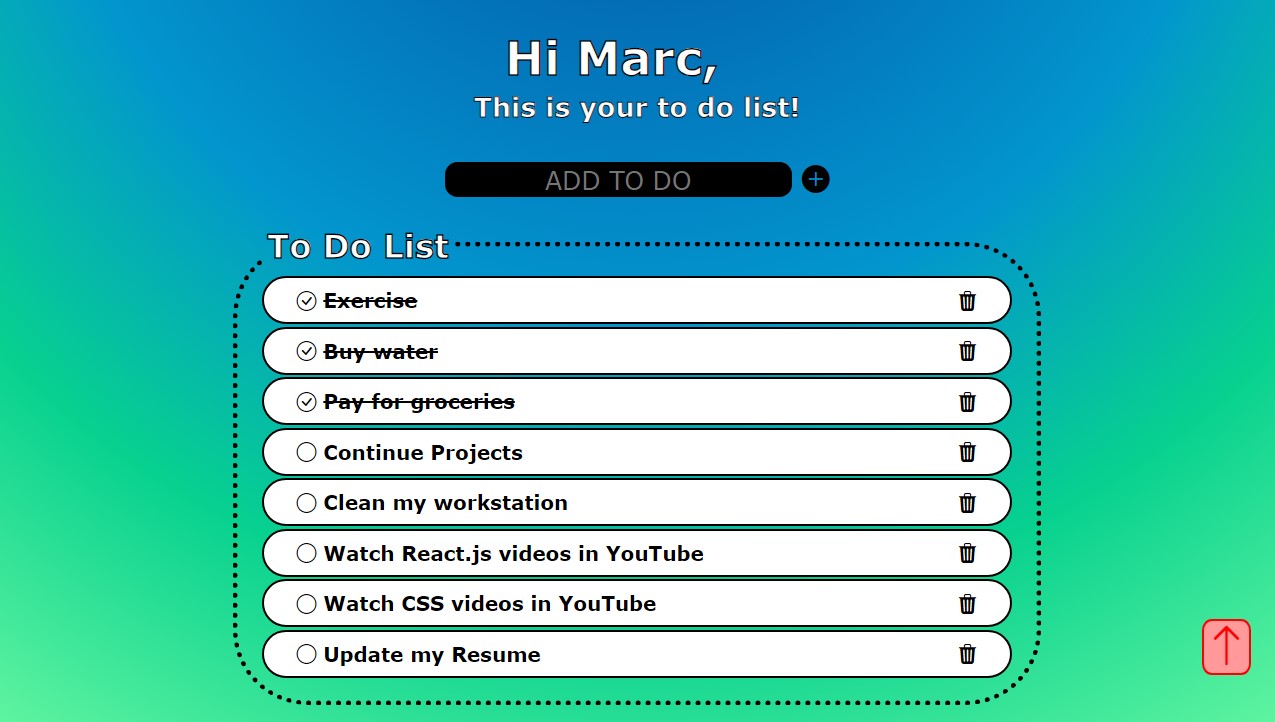 Hi Marc,
This is your to do list!
ADD TO DO
To Do List
Exercise
Buy water
Pay for groceries
Continue Projects
Clean my workstation
Watch React.js videos in YouTube
Watch CSS videos in YouTube
Update my Resume